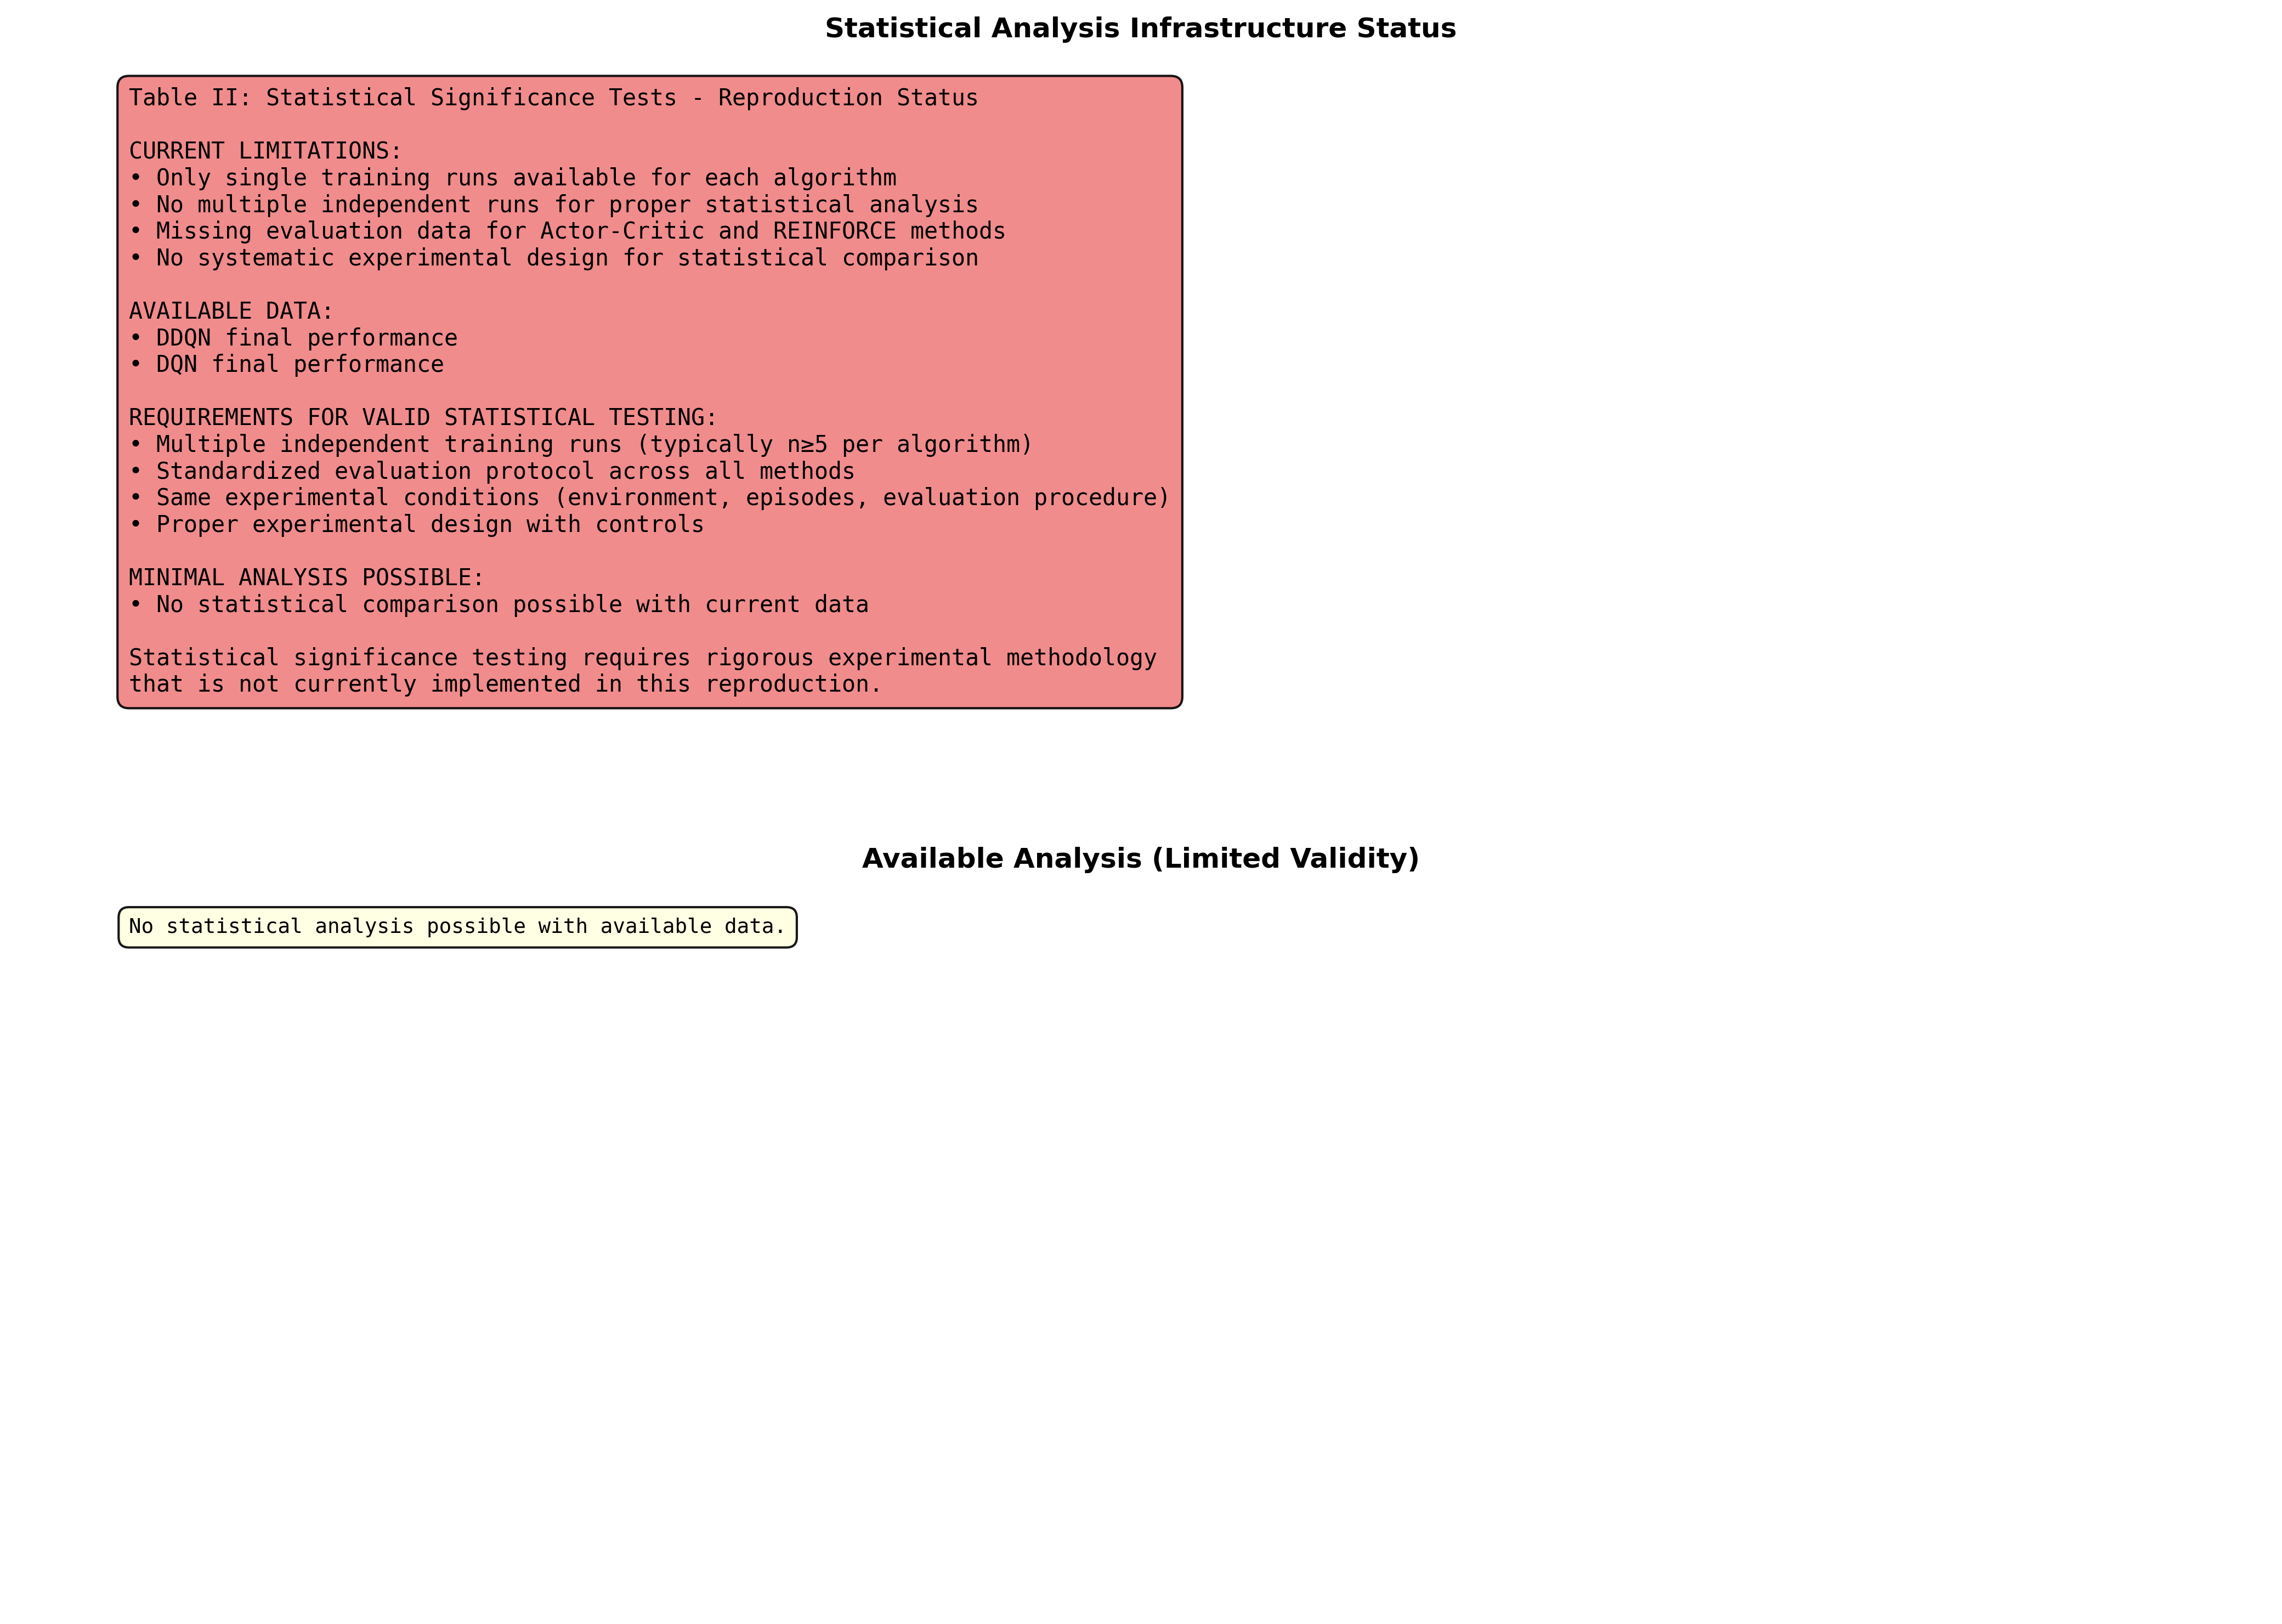 Statistical Analysis Infrastructure Status
Table II: Statistical Significance Tests - Reproduction Status
CURRENT LIMITATIONS:
• Only single training runs available for each algorithm
• No multiple independent runs for proper statistical analysis
• Missing evaluation data for Actor-Critic and REINFORCE methods
• No systematic experimental design for statistical comparison
AVAILABLE DATA:
• DDQN final performance
• DQN final performance
REQUIREMENTS FOR VALID STATISTICAL TESTING:
• Multiple independent training runs (typically n≥5 per algorithm)
• Standardized evaluation protocol across all methods
• Same experimental conditions (environment, episodes, evaluation procedure)
• Proper experimental design with controls
MINIMAL ANALYSIS POSSIBLE:
• No statistical comparison possible with current data
Statistical significance testing requires rigorous experimental methodology
that is not currently implemented in this reproduction.
Available Analysis (Limited Validity)
No statistical analysis possible with available data.